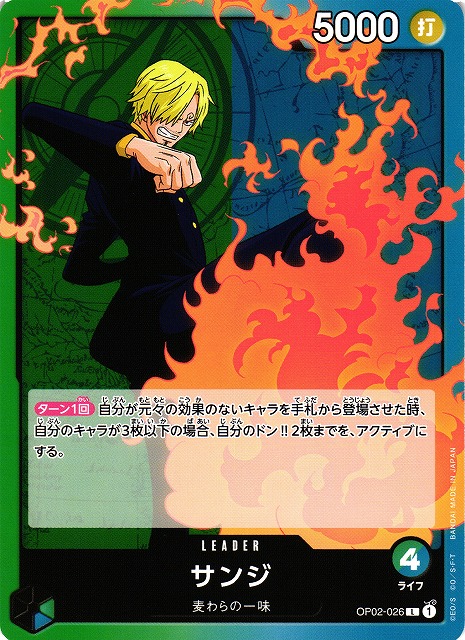 5000 打
ターン1回 自分が元々の効果のないキャラを手札から登場させた時、
自分のキャラが3枚以下の場合、自分のドン!!2枚までを、アクティブに
する。
LEADER
サンジ
麦わらの一味
4
ライフ
OP02-026 L 1
©E.O/S ©O/S・F・T BANDAI MADE IN JAPAN